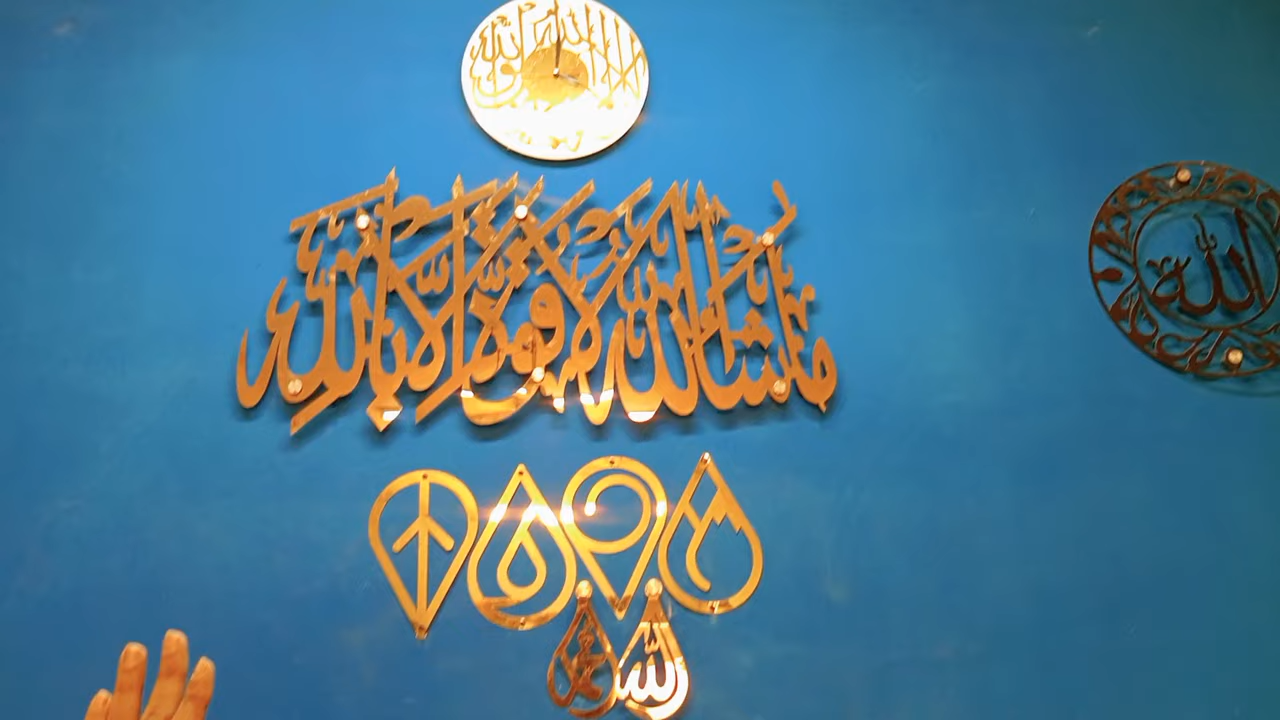 ما شاء الله لا قوة إلا بالله
الله
محمد
الله